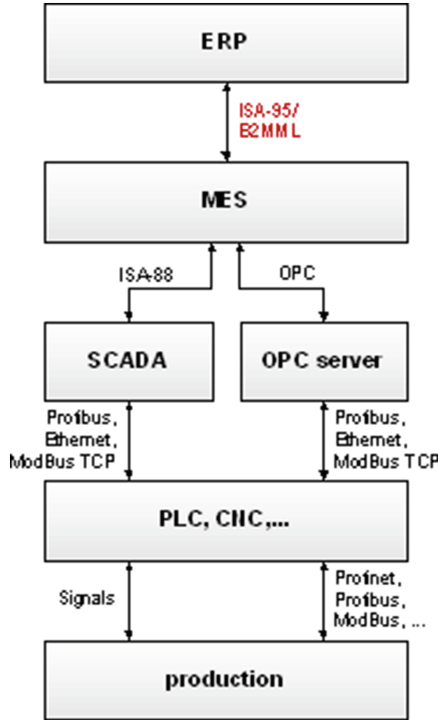 ERP
ISA-95/
B2MML
MES
ISA-88
OPC
SCADA
OPC server
Profibus,
Ethernet,
ModBus TCP
Profibus,
Ethernet,
ModBus TCP
PLC, CNC,...
Signals
Profinet,
Profibus,
ModBus, ...
production